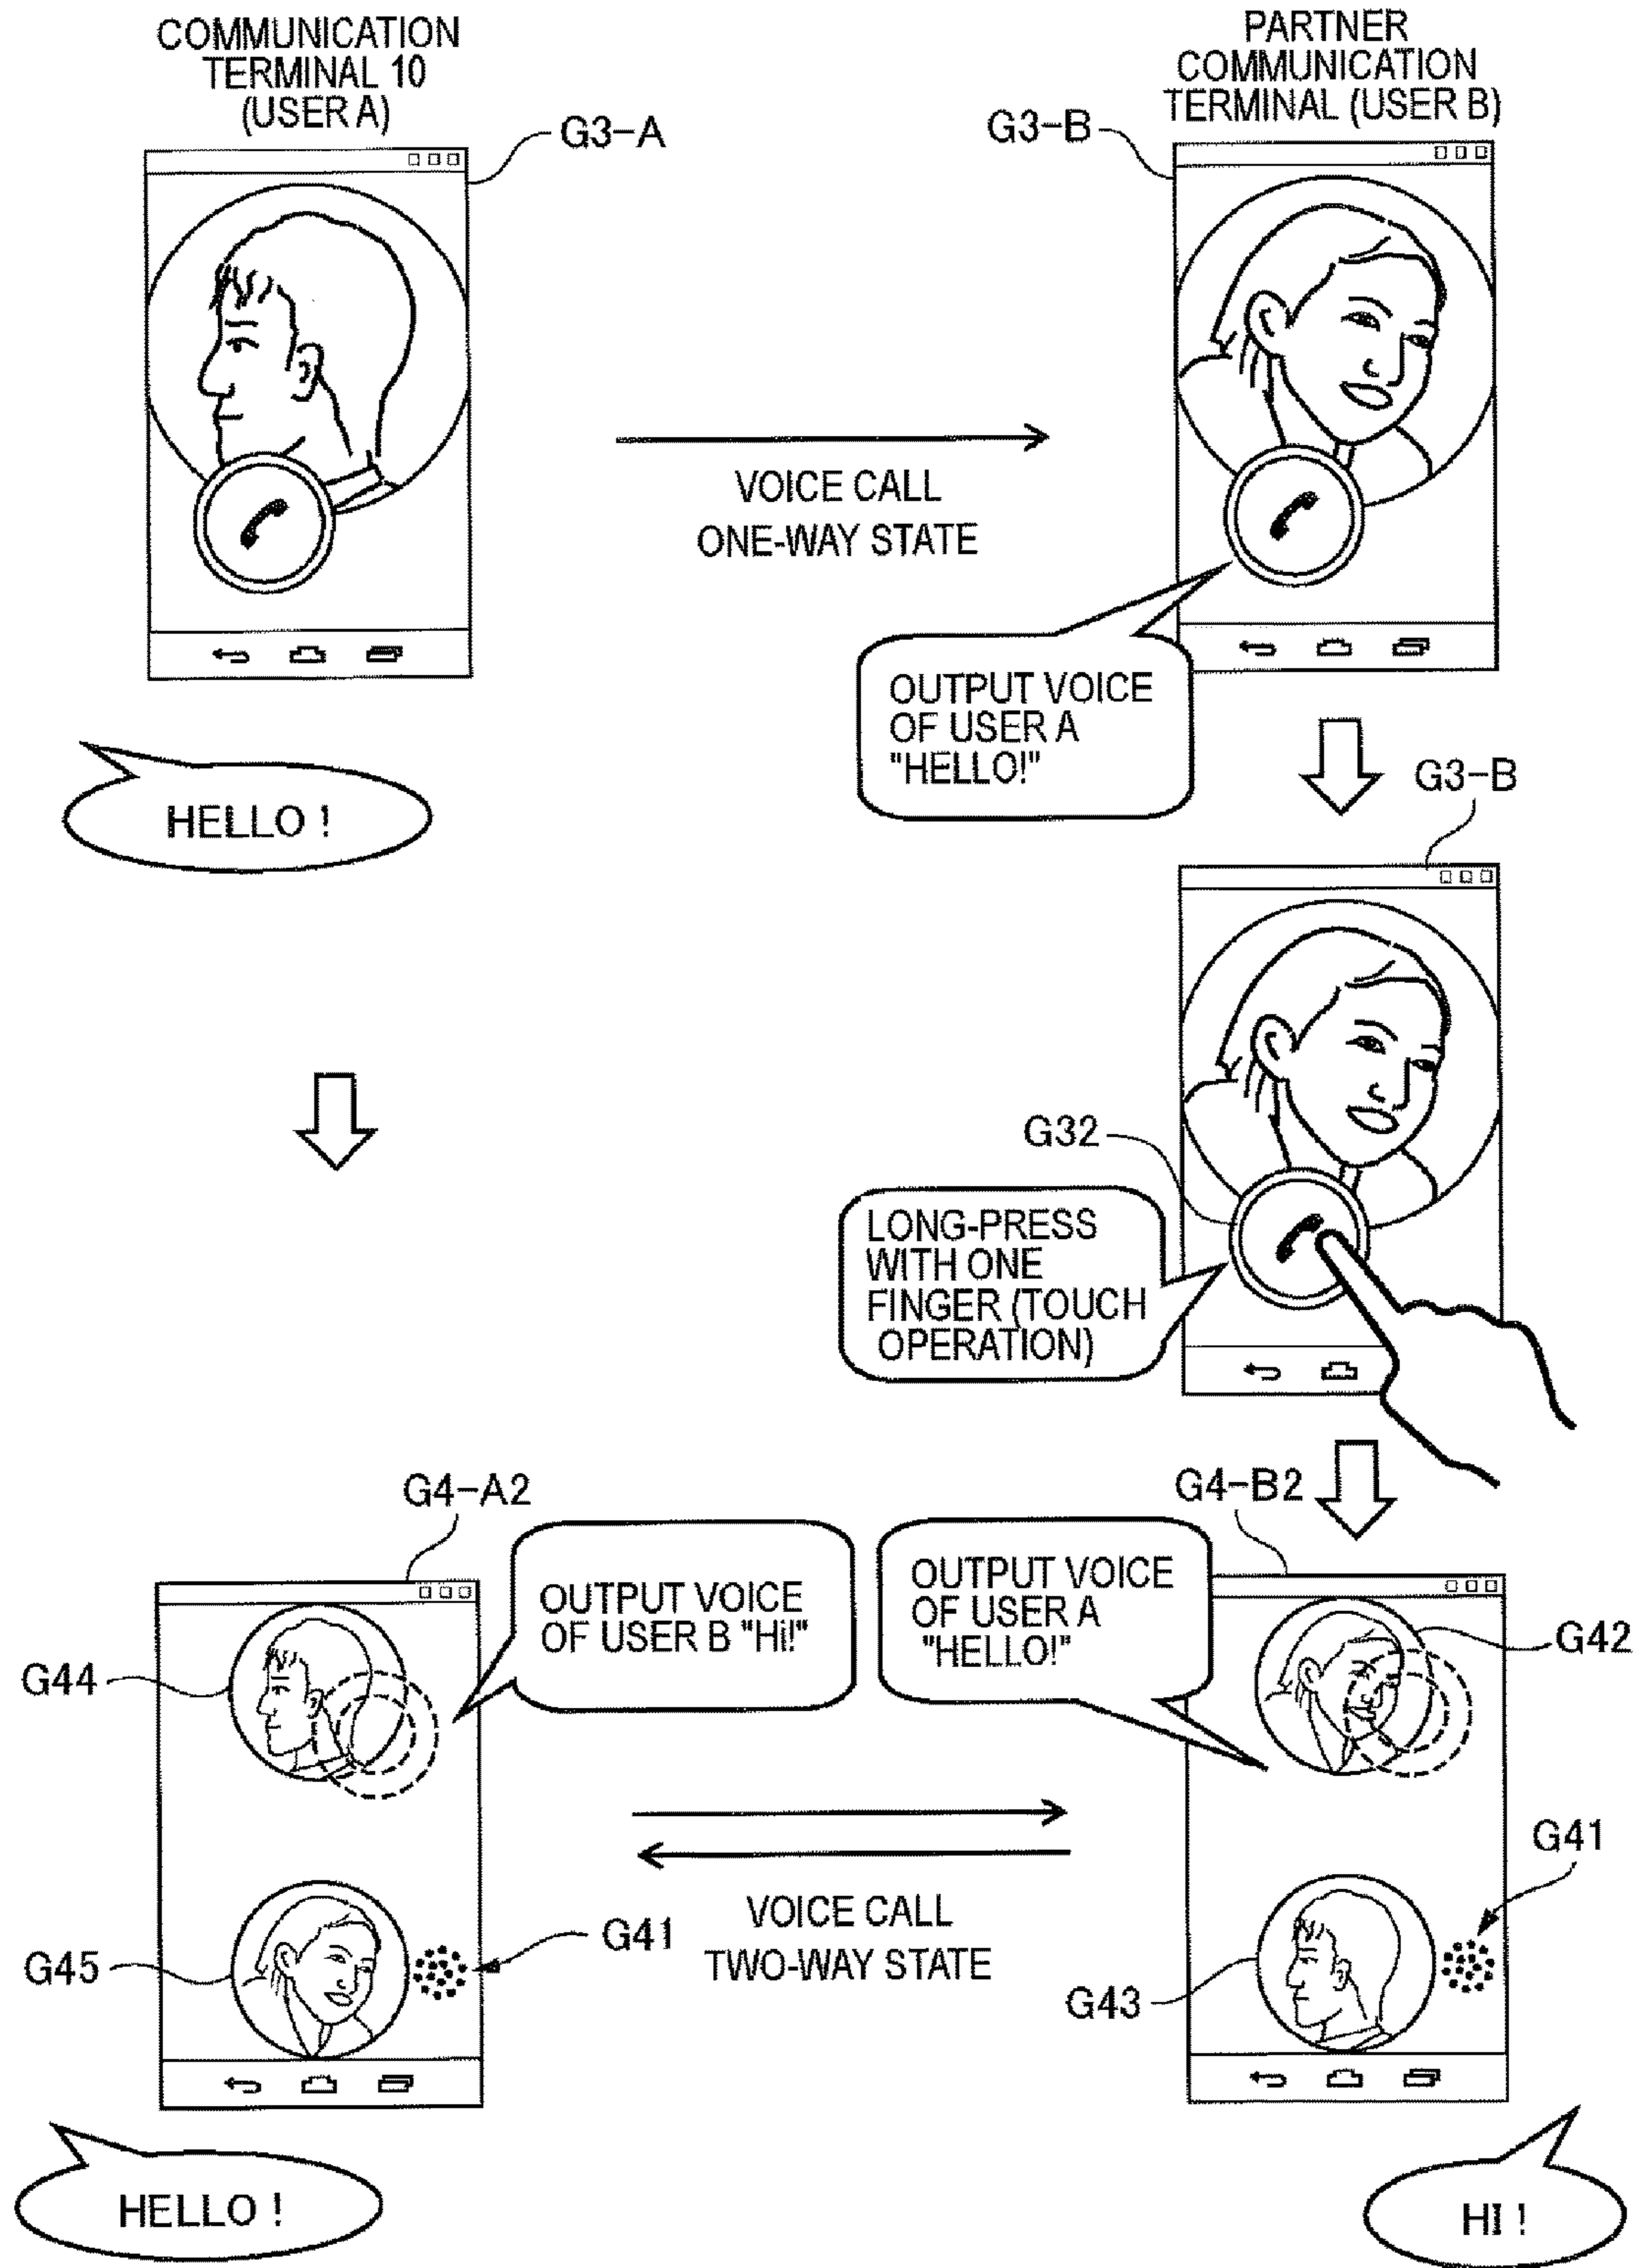 COMMUNICATION
TERMINAL 10
(USER A)
G3-A
PARTNER
COMMUNICATION
TERMINAL (USER B)
G3-B
VOICE CALL
ONE-WAY STATE
OUTPUT VOICE
OF USER A
"HELLO!"
HELLO !
G3-B
G32
LONG-PRESS
WITH ONE
FINGER (TOUCH
OPERATION)
G4-A2
OUTPUT VOICE
OF USER B "Hi!"
G44
G45
G41
G4-B2
OUTPUT VOICE
OF USER A
"HELLO!"
G42
G41
G43
VOICE CALL
TWO-WAY STATE
HELLO !
HI !